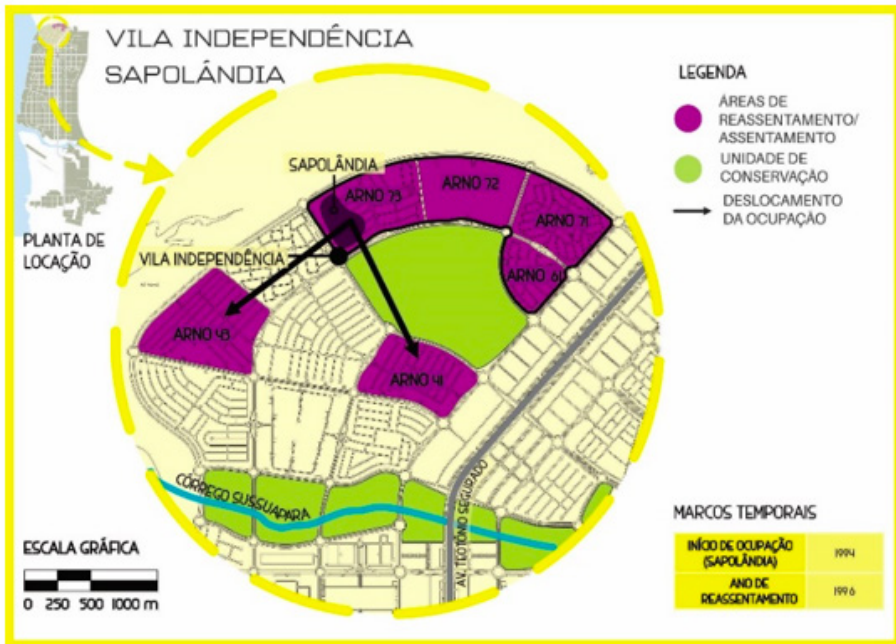 VILA INDEPENDÊNCIA
SAPOLÁNDIA
PLANTA DE
LOCAÇÃO
SAPOLÂNDIA
VILA INDEPENDÊNCIA
ARNO 73
ARNO 72
ARNO 71
ARNO 61
ARNO 43
ARNO 41
CÓRREGO SUSSUAPARA
AV. TEOTÔNIO SEGURADO
LEGENDA
ÁREAS DE
REASSENTAMENTO/
ASSENTAMENTO
UNIDADE DE
CONSERVAÇÃO
DESLOCAMENTO
DA OCUPAÇÃO
ESCALA GRÁFICA
0 250 500 1000 m
MARCOS TEMPORAIS
INÍCIO DE OCUPAÇÃO
(SAPOLÂNDIA)
1994
ANO DE
REASSENTAMENTO
1996